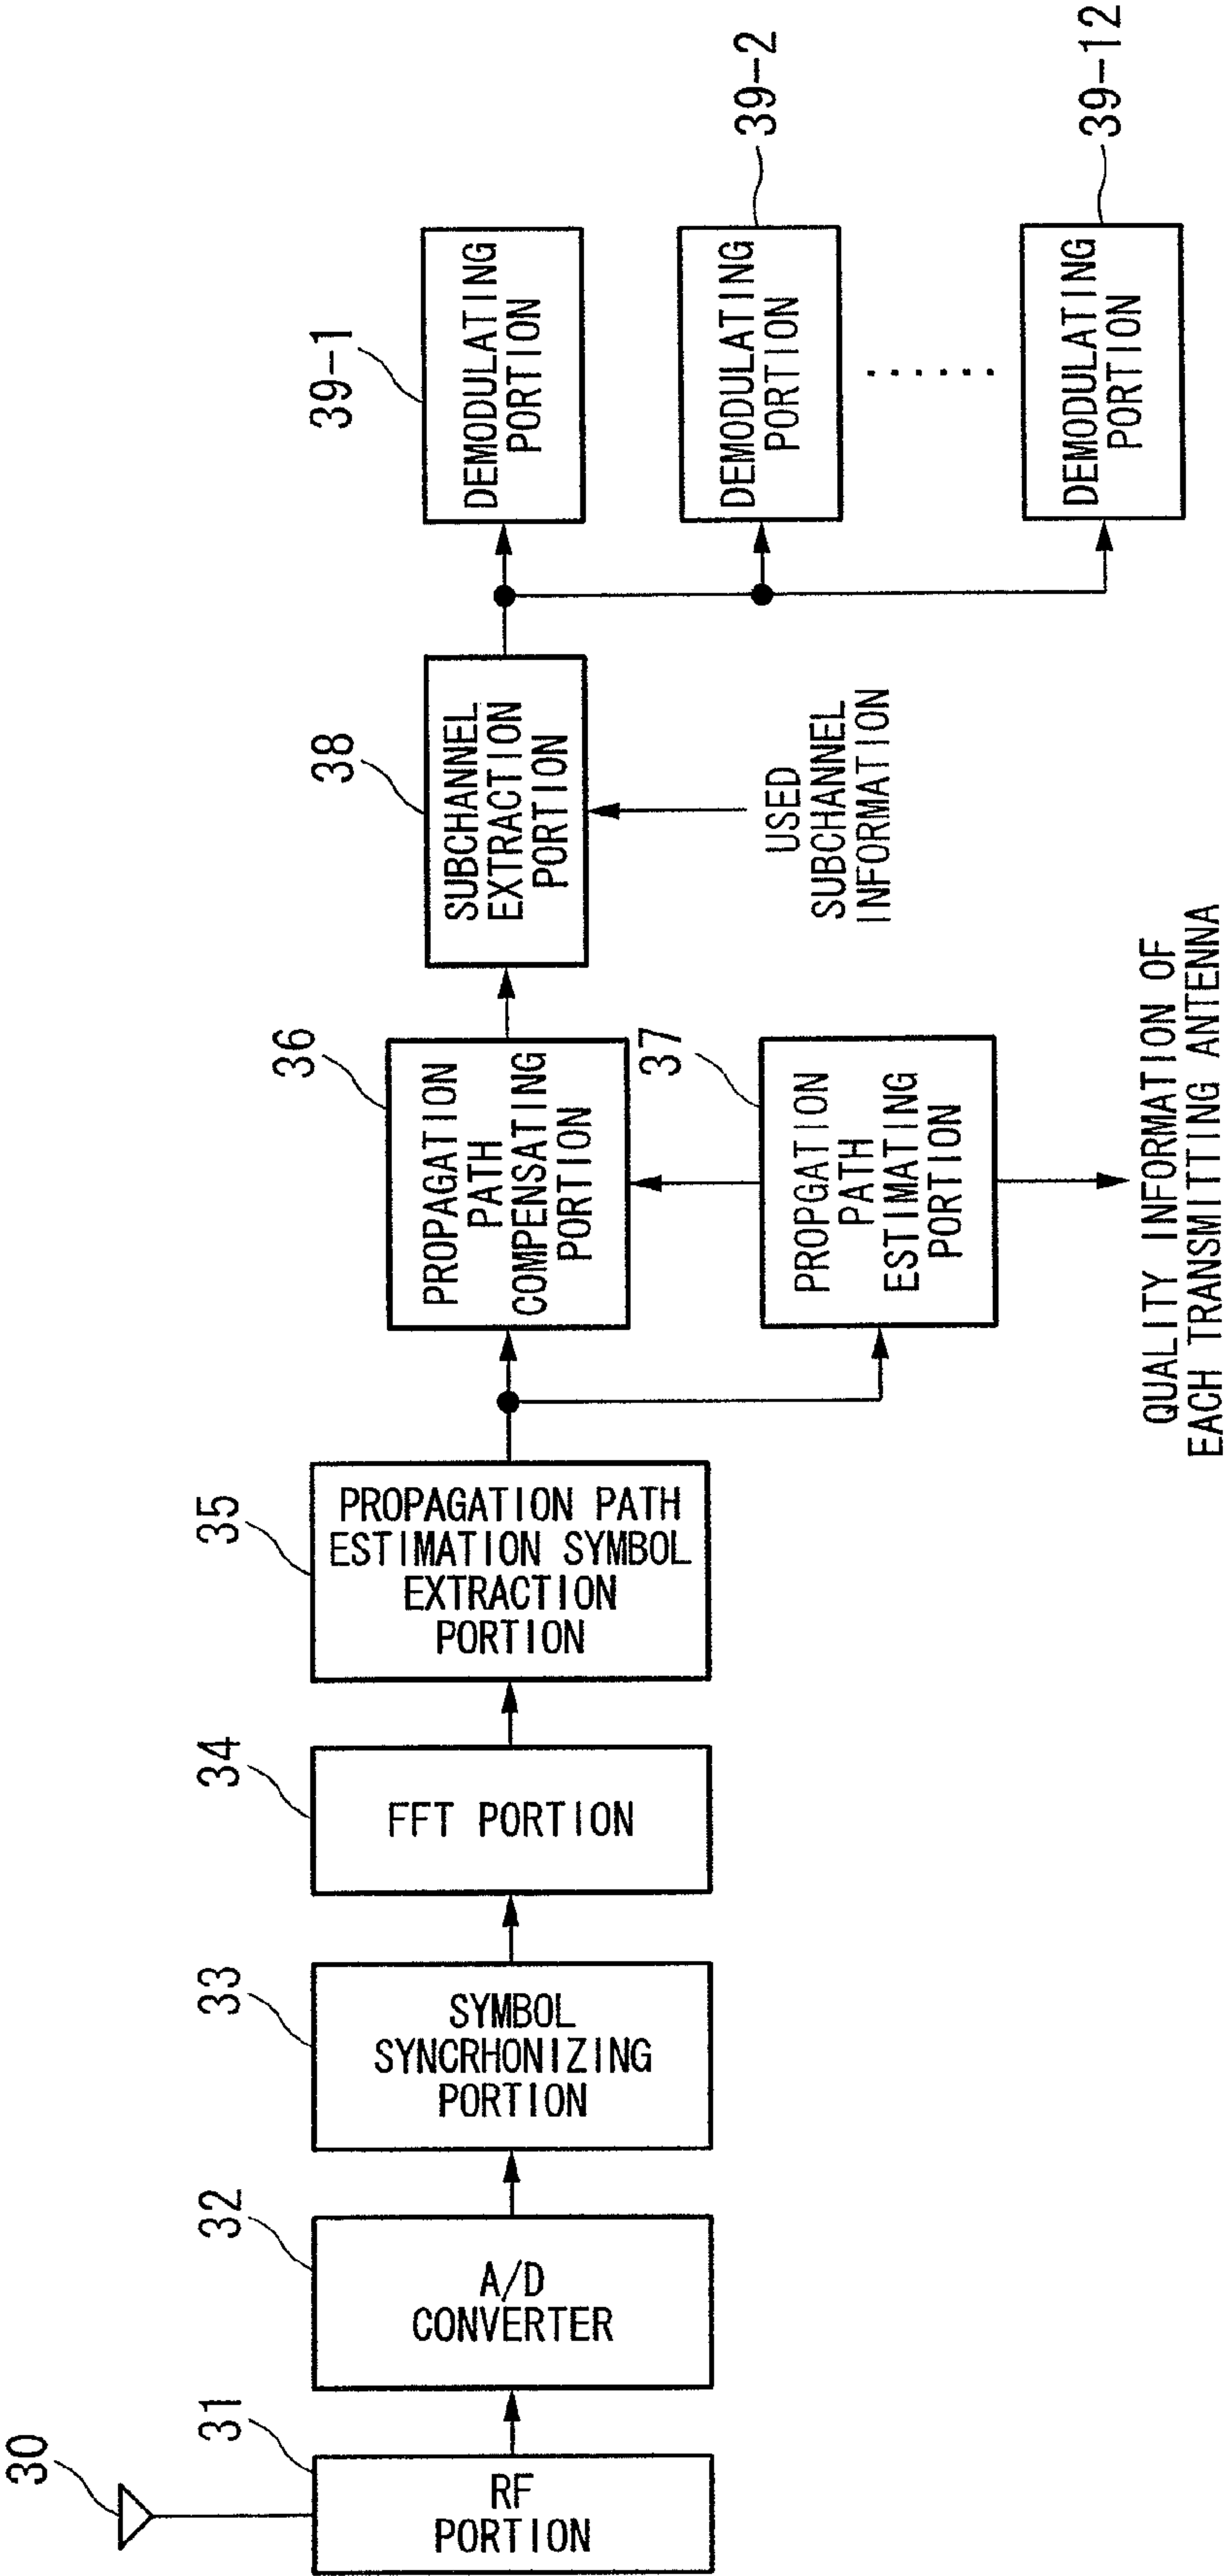 30
31
RF
PORTION
32
A/D
CONVERTER
33
SYMBOL
SYNCRHONIZING
PORTION
34
FFT PORTION
35
PROPAGATION PATH
ESTIMATION SYMBOL
EXTRACTION
PORTION
36
PROPAGATION
PATH
COMPENSATING
PORTION
37
PROPGATION
PATH
ESTIMATING
PORTION
QUALITY INFORMATION OF
EACH TRANSMITTING ANTENNA
38
SUBCHANNEL
EXTRACTION
PORTION
USED
SUBCHANNEL
INFORMATION
39-1
DEMODULATING
PORTION
39-2
DEMODULATING
PORTION
......
39-12
DEMODULATING
PORTION